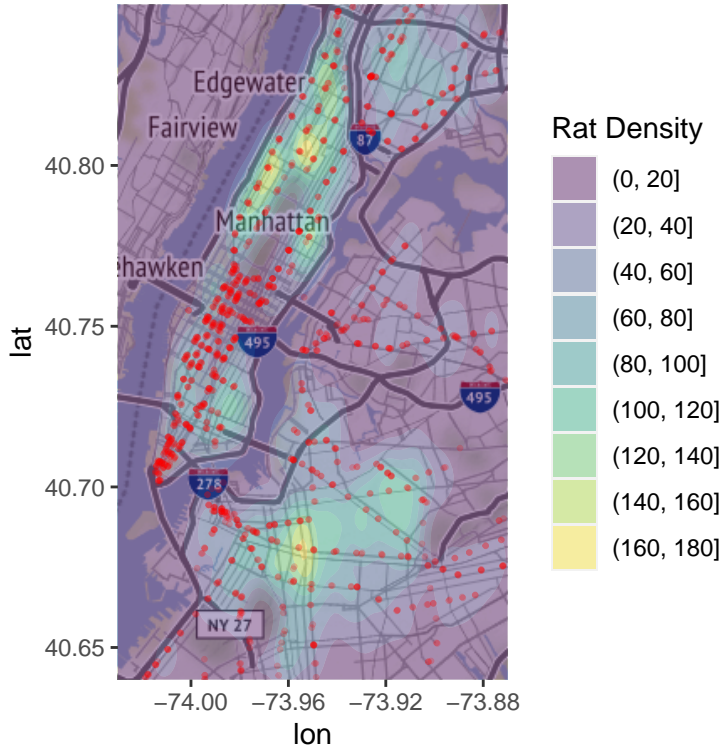 Edgewater
Fairview
87
Manhattan
ehawken
495
495
278
NY 27
40.80
40.75
40.70
40.65
lat
−74.00
−73.96
−73.92
−73.88
lon
Rat Density
(0, 20]
(20, 40]
(40, 60]
(60, 80]
(80, 100]
(100, 120]
(120, 140]
(140, 160]
(160, 180]